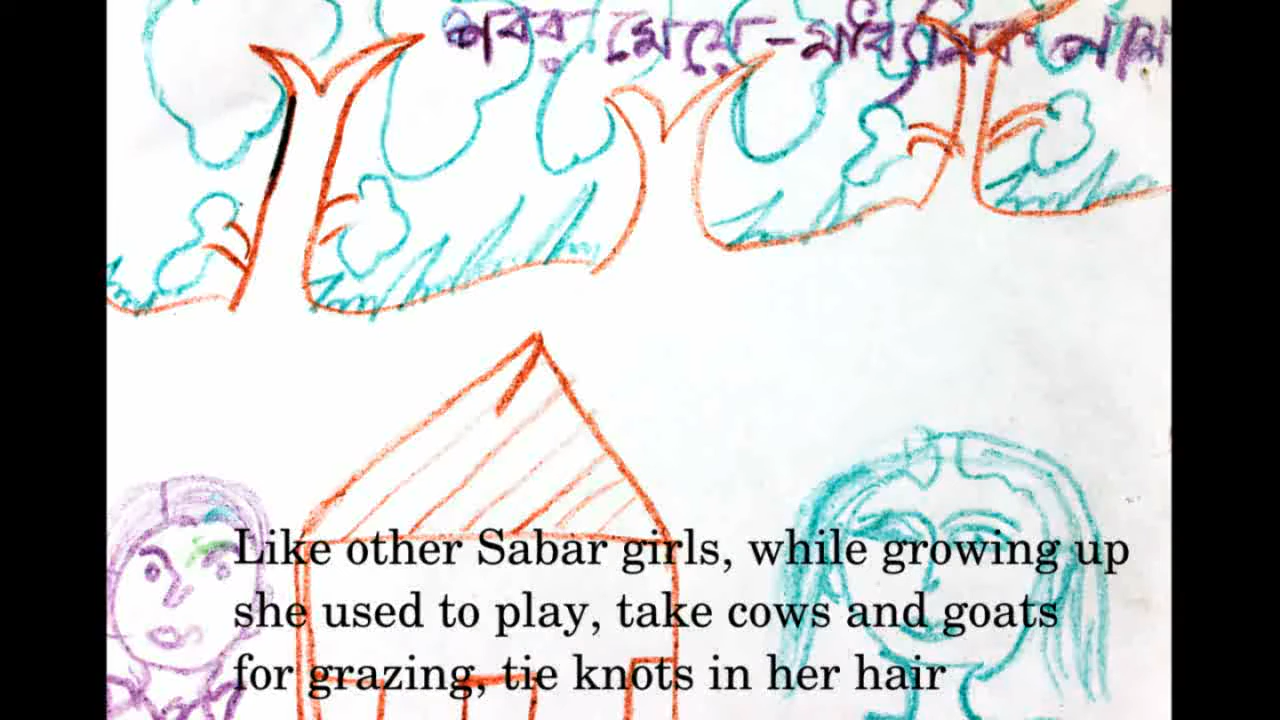 শবর মেয়ে -
Like other Sabar girls, while growing up
she used to play, take cows and goats
for grazing, tie knots in her hair